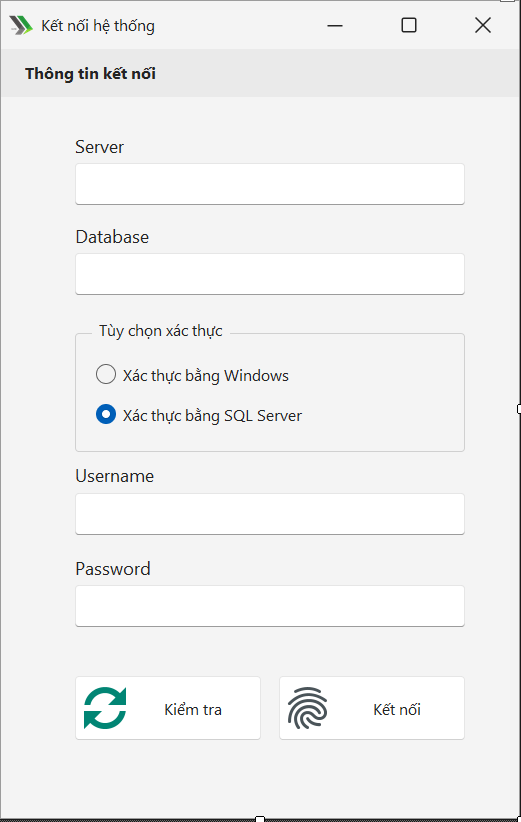 Kết nối hệ thống
Thông tin kết nối
Server
Database
Tùy chọn xác thực
Xác thực bằng Windows
Xác thực bằng SQL Server
Username
Password
Kiểm tra
Kết nối